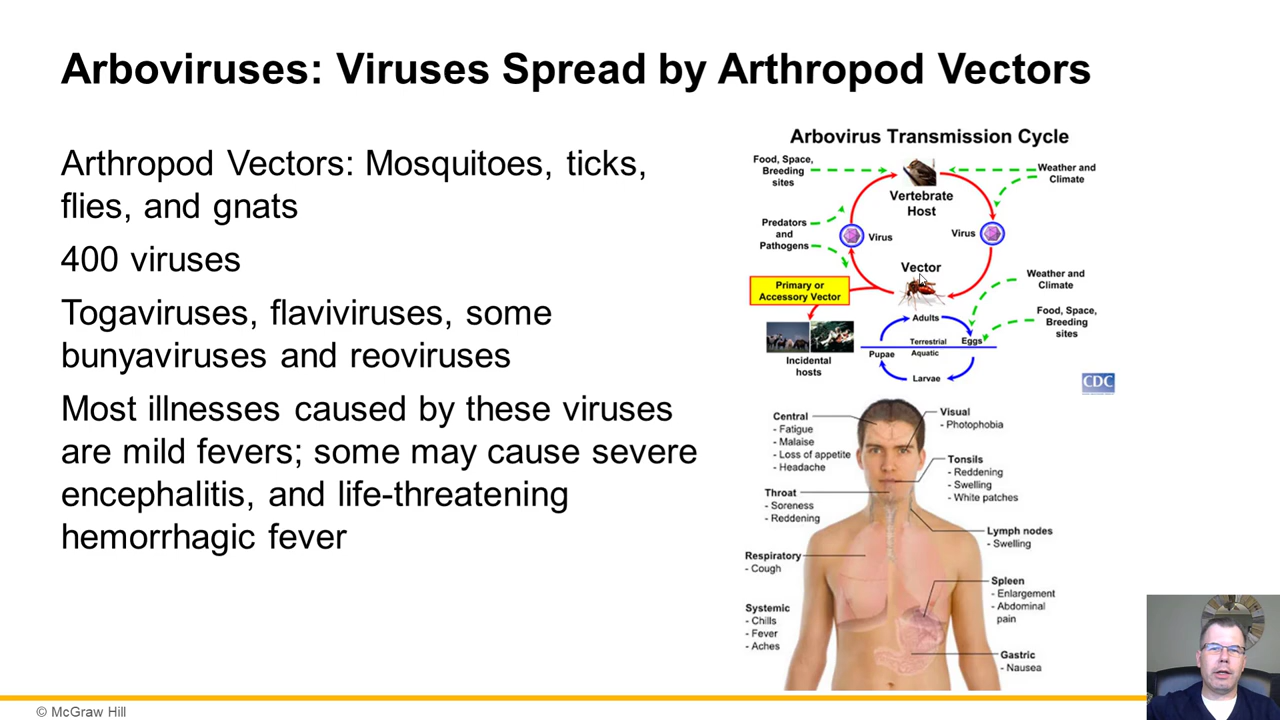 Arboviruses: Viruses Spread by Arthropod Vectors
Arthropod Vectors: Mosquitoes, ticks,
flies, and gnats
400 viruses
Togaviruses, flaviviruses, some
bunyaviruses and reoviruses
Most illnesses caused by these viruses
are mild fevers; some may cause severe
encephalitis, and life-threatening
hemorrhagic fever
Arbovirus Transmission Cycle
Food, Space,
Breeding
sites
Weather and
Climate
Vertebrate
Host
Predators
and
Pathogens
Virus
Virus
Vector
Primary or
Accessory Vector
Weather and
Climate
Food, Space,
Breeding
sites
Incidental
hosts
Adults
Terrestrial
Eggs
Pupae
Aquatic
Larvae
CDC
Central
- Fatigue
- Malaise
- Loss of appetite
- Headache
Visual
- Photophobia
Tonsils
- Reddening
- Swelling
- White patches
Throat
- Soreness
- Reddening
Lymph nodes
- Swelling
Respiratory
- Cough
Spleen
- Enlargement
- Abdominal
pain
Systemic
- Chills
- Fever
- Aches
Gastric
- Nausea
© McGraw Hill